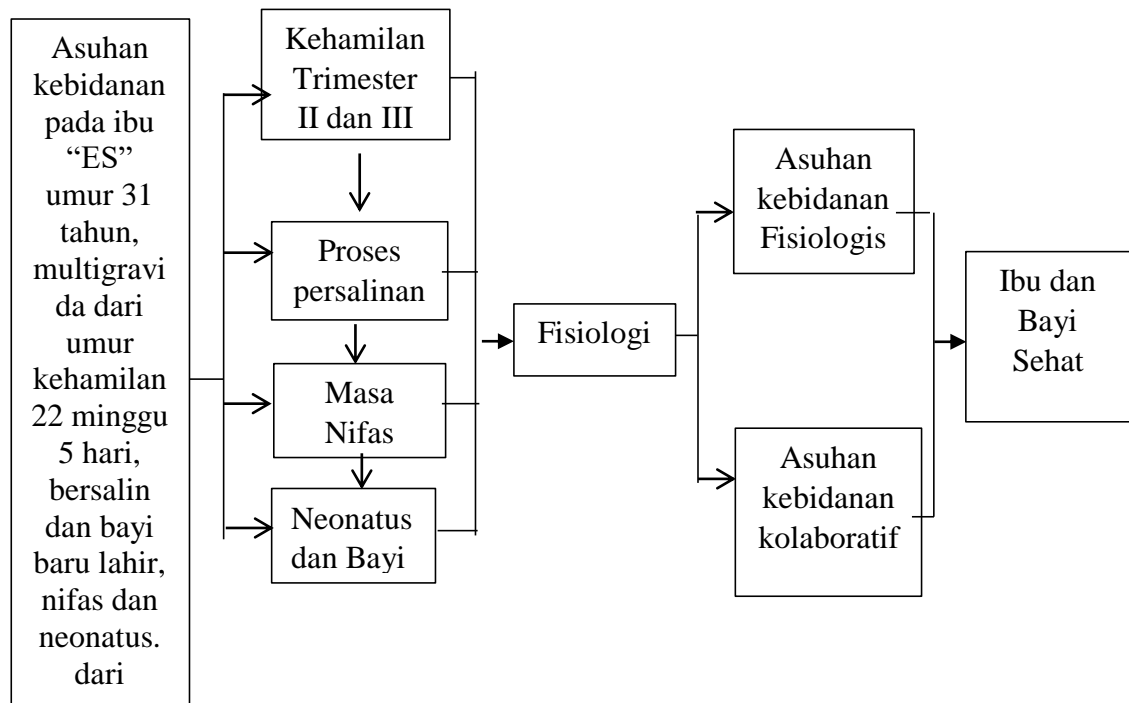 Asuhan
kebidanan
pada ibu
“ES”
umur 31
tahun,
multigravi
da dari
umur
kehamilan
22 minggu
5 hari,
bersalin
dan bayi
baru lahir,
nifas dan
neonatus.
dari
Kehamilan
Trimester
II dan III
Proses
persalinan
Masa
Nifas
Neonatus
dan Bayi
Fisiologi
Asuhan
kebidanan
Fisiologis
Asuhan
kebidanan
kolaboratif
Ibu dan
Bayi
Sehat